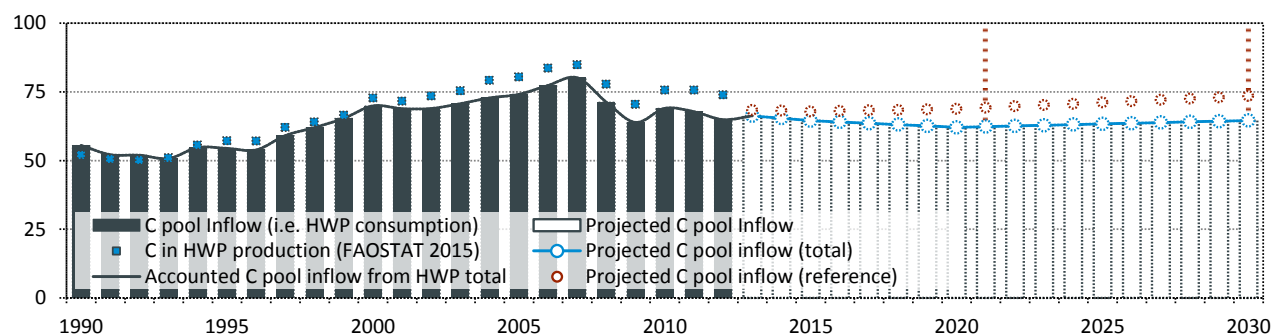 100
75
50
25
0
C pool Inflow (i.e. HWP consumption)
Projected C pool Inflow
C in HWP production (FAOSTAT 2015)
Projected C pool inflow (total)
Accounted C pool inflow from HWP total
Projected C pool inflow (reference)
1990 1995 2000 2005 2010 2015 2020 2025 2030